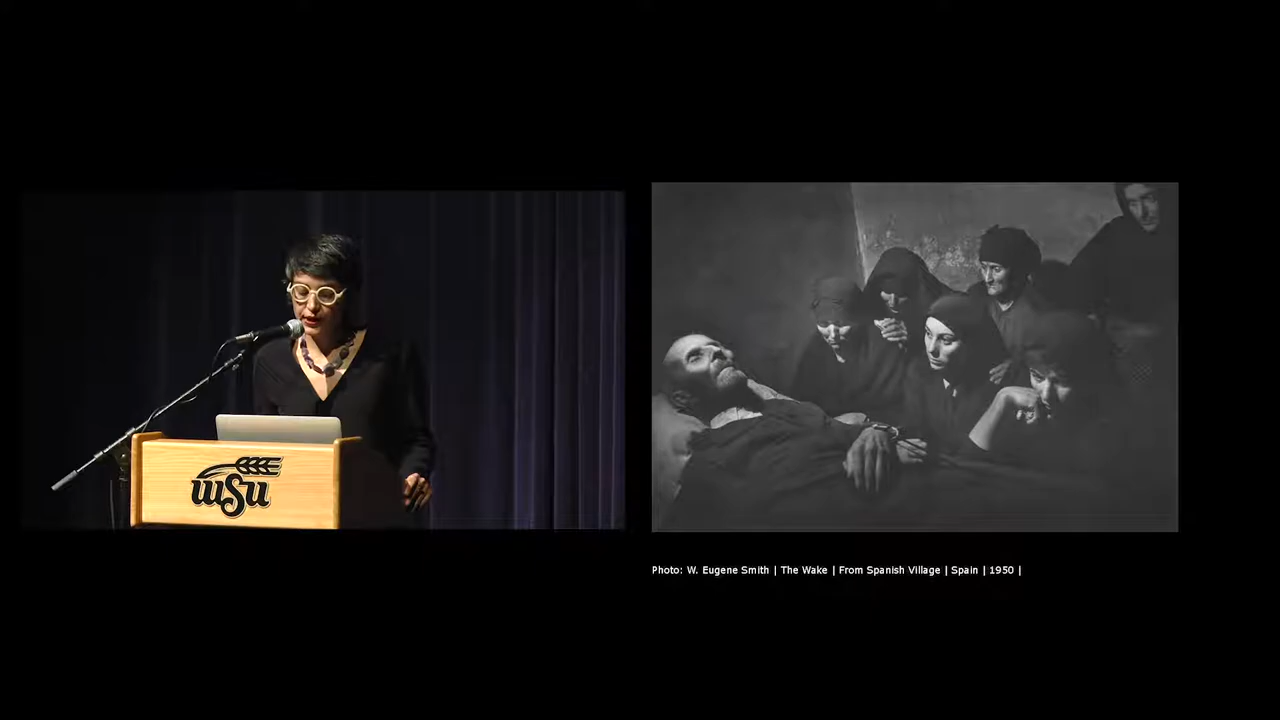 wsu
Photo: W. Eugene Smith | The Wake | From Spanish Village | Spain | 1950 |